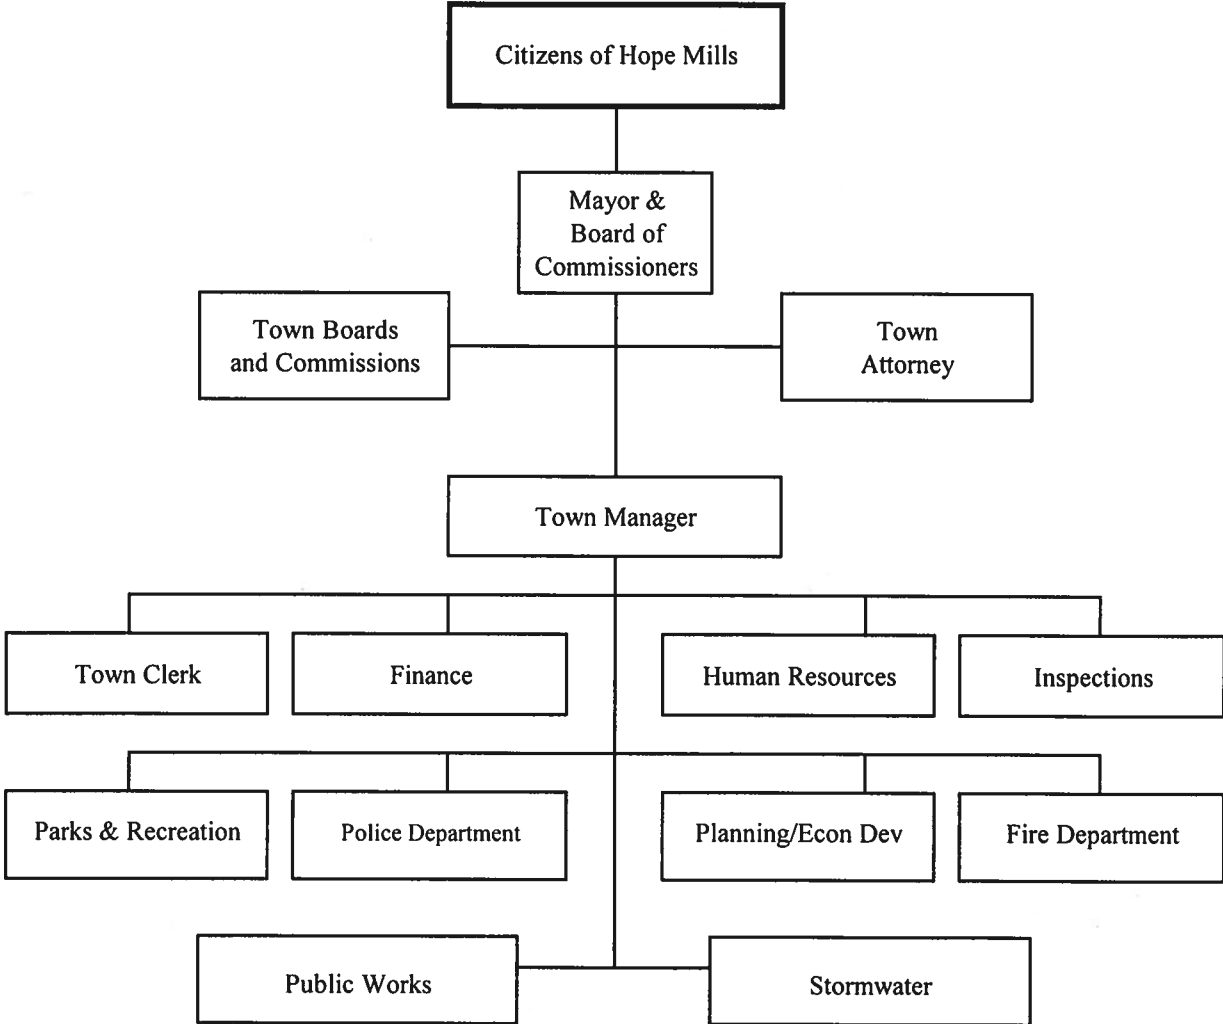 Citizens of Hope Mills
Mayor &
Board of
Commissioners
Town Boards
and Commissions
Town
Attorney
Town Manager
Town Clerk
Finance
Human Resources
Inspections
Parks & Recreation
Police Department
Planning/Econ Dev
Fire Department
Public Works
Stormwater